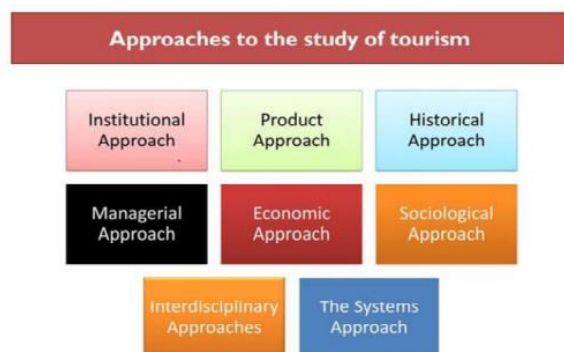 Approaches to the study of tourism
Institutional
Approach
Product
Approach
Historical
Approach
Managerial
Approach
Economic
Approach
Sociological
Approach
Interdisciplinary
Approaches
The Systems
Approach